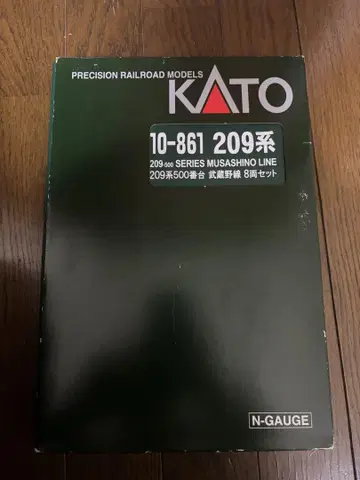 PRECISION RAILROAD MODELS
KATO
10-861 209系
209-500 SERIES MUSASHINO LINE
209系500番台 武蔵野線 8両セット
N-GAUGE